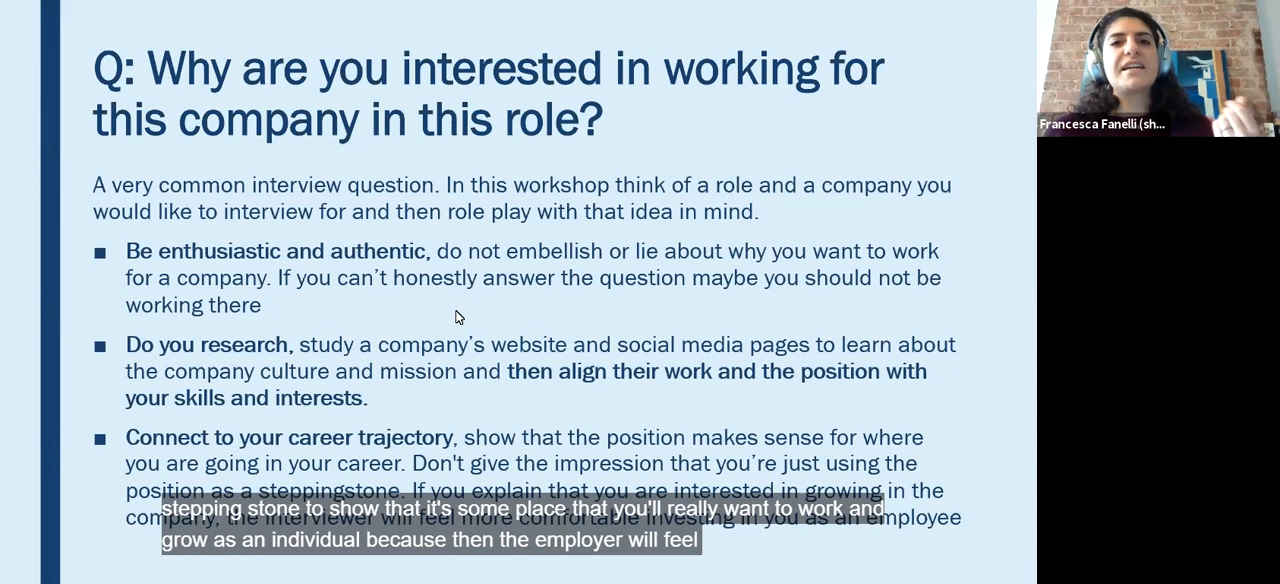 Q: Why are you interested in working for
this company in this role?
A very common interview question. In this workshop think of a role and a company you
would like to interview for and then role play with that idea in mind.
■ Be enthusiastic and authentic, do not embellish or lie about why you want to work
for a company. If you can't honestly answer the question maybe you should not be
working there
■ Do you research, study a company's website and social media pages to learn about
the company culture and mission and then align their work and the position with
your skills and interests.
■ Connect to your career trajectory, show that the position makes sense for where
you are going in your career. Don't give the impression that you're just using the
position as a steppingstone. If you explain that you are interested in growing in the
company, the interviewer will feel more comfortable investing in you as an employee
stepping stone to show that it's some place that you'll really want to work and
grow as an individual because then the employer will feel
Francesca Fanelli (sh...